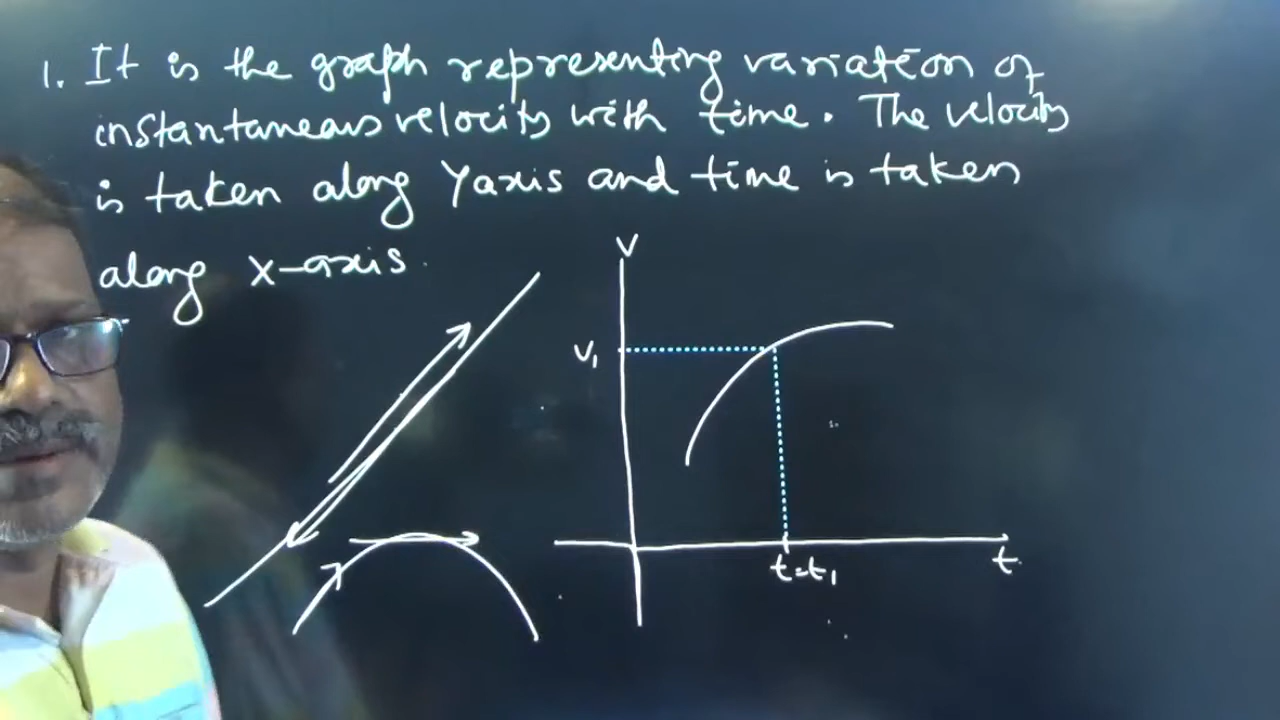 1. It is the graph representing variation of
instantaneous velocity with time. The velocity
is taken along Y axis and time is taken
along X-axis.
V
V₁
t=t₁
t